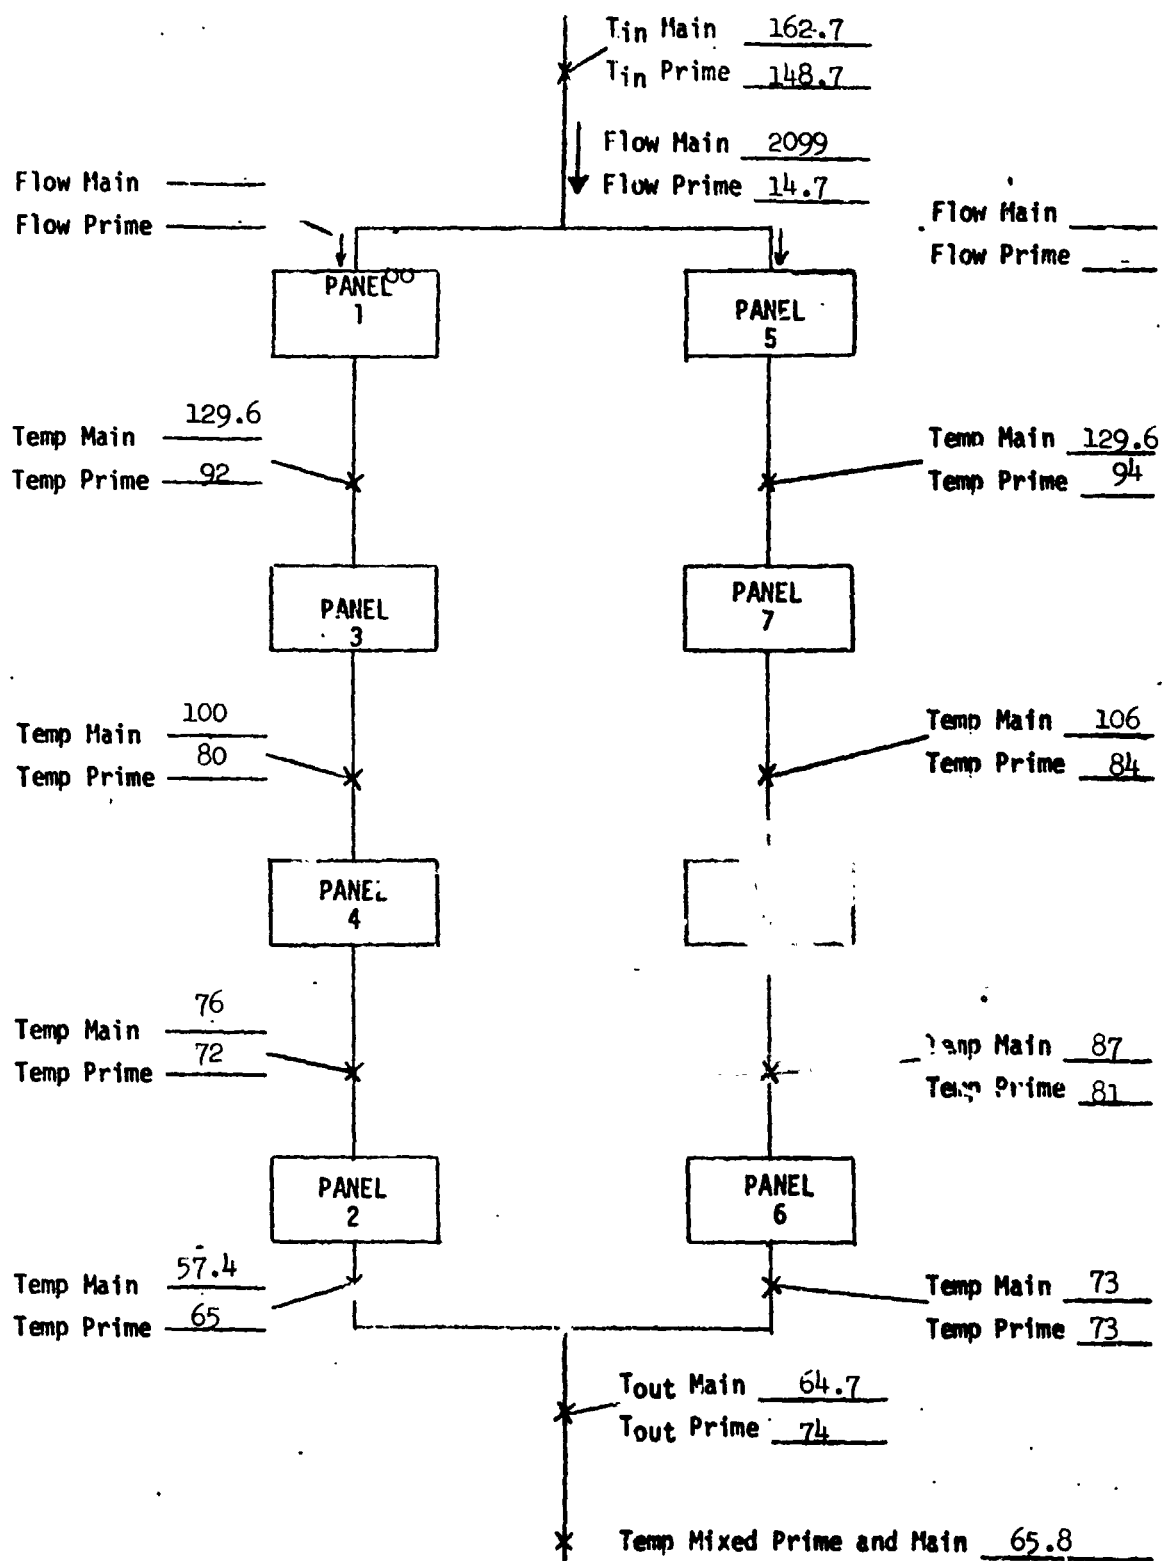 Tin Main 162.7
Tin Prime 148.7
Flow Main 2099
Flow Prime 14.7
Flow Main
Flow Prime
Flow Main
Flow Prime
PANEL
1
PANEL
5
Temp Main 129.6
Temp Prime 92
Temp Main 129.6
Temp Prime 94
PANEL
3
PANEL
7
Temp Main 100
Temp Prime 80
Temp Main 106
Temp Prime 84
PANEL
4
Temp Main 76
Temp Prime 72
Temp Main 87
Temp Prime 81
PANEL
2
PANEL
6
Temp Main 57.4
Temp Prime 65
Temp Main 73
Temp Prime 73
Tout Main 64.7
Tout Prime 74
Temp Mixed Prime and Main 65.8